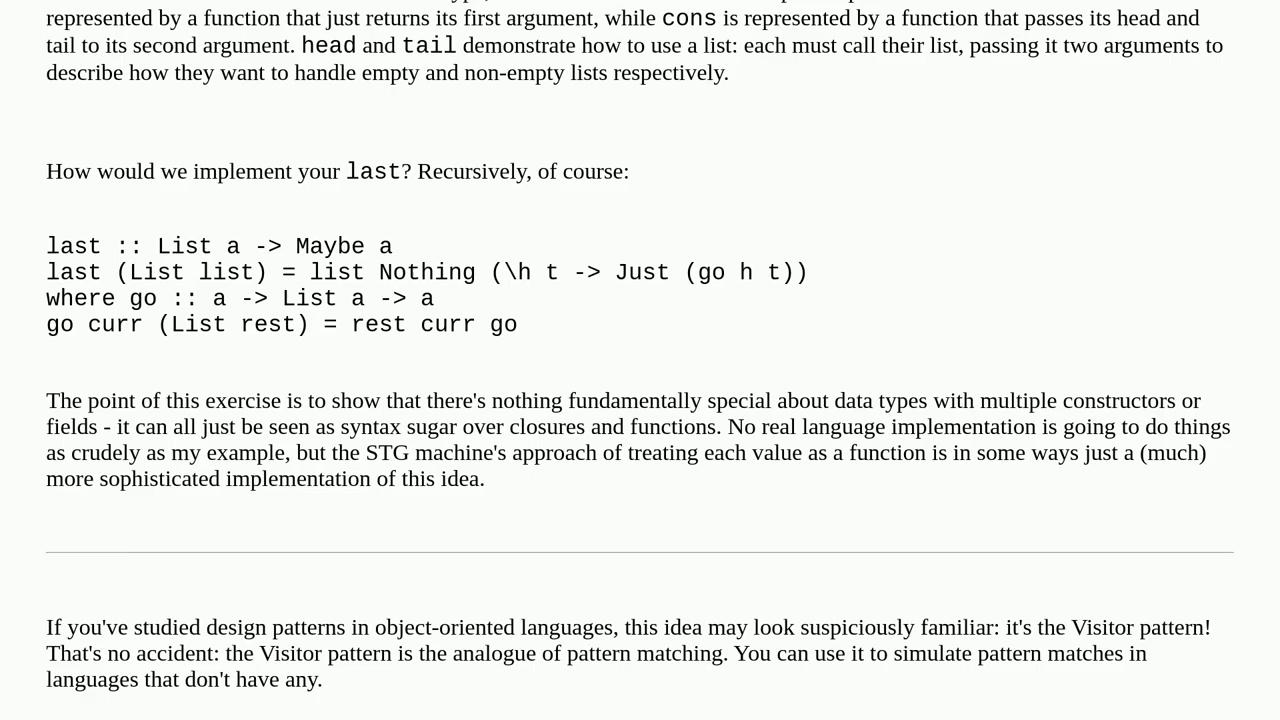 represented by a function that just returns its first argument, while cons is represented by a function that passes its head and
tail to its second argument. head and tail demonstrate how to use a list: each must call their list, passing it two arguments to
describe how they want to handle empty and non-empty lists respectively.
How would we implement your last? Recursively, of course:
last :: List a -> Maybe a
last (List list) = list Nothing (\h t -> Just (go h t))
where go :: a -> List a -> a
go curr (List rest) = rest curr go
The point of this exercise is to show that there's nothing fundamentally special about data types with multiple constructors or
fields - it can all just be seen as syntax sugar over closures and functions. No real language implementation is going to do things
as crudely as my example, but the STG machine's approach of treating each value as a function is in some ways just a (much)
more sophisticated implementation of this idea.
If you've studied design patterns in object-oriented languages, this idea may look suspiciously familiar: it's the Visitor pattern!
That's no accident: the Visitor pattern is the analogue of pattern matching. You can use it to simulate pattern matches in
languages that don't have any.